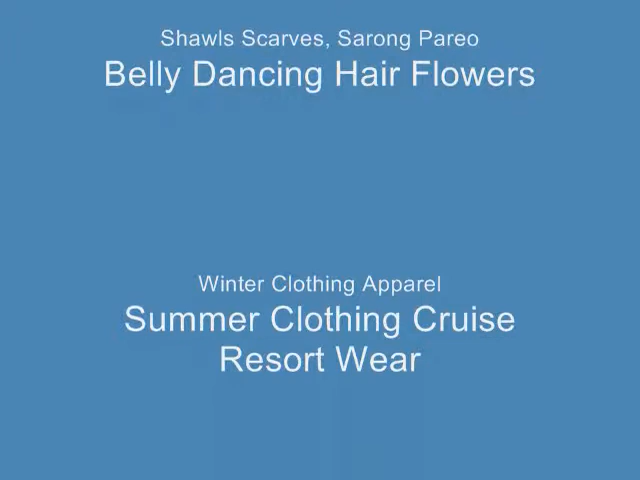 Shawls Scarves, Sarong Pareo
Belly Dancing Hair Flowers
Winter Clothing Apparel
Summer Clothing Cruise
Resort Wear